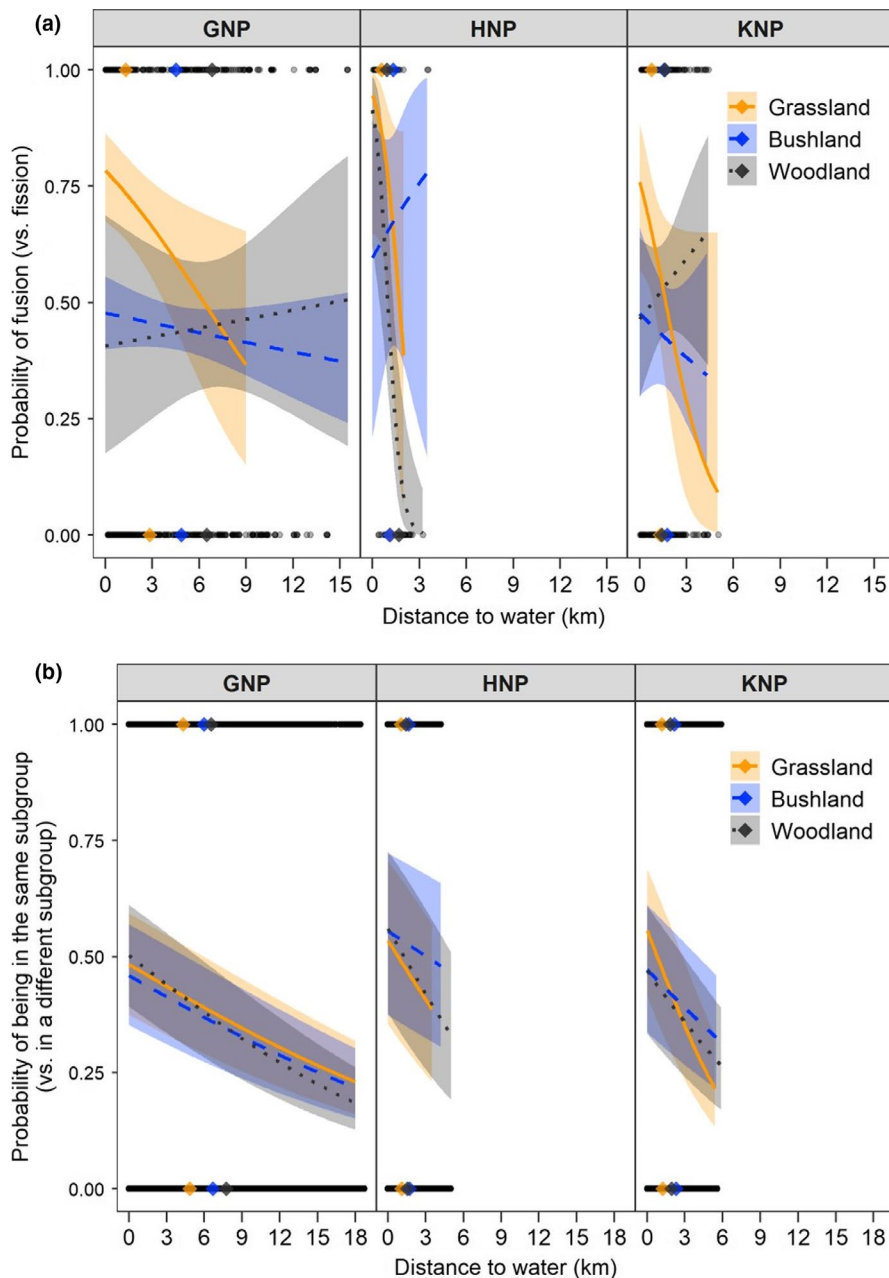 (a)
GNP HNP KNP
1.00
0.75
0.50
0.25
0.00
Probability of fusion (vs. fission)
Grassland
Bushland
Woodland
0 3 6 9 12 15 0 3 6 9 12 15 0 3 6 9 12 15 18
Distance to water (km)
(b)
GNP HNP KNP
1.00
0.75
0.50
0.25
0.00
Probability of being in the same subgroup
(vs. in a different subgroup)
Grassland
Bushland
Woodland
0 3 6 9 12 15 18 0 3 6 9 12 15 18 0 3 6 9 12 15 18
Distance to water (km)